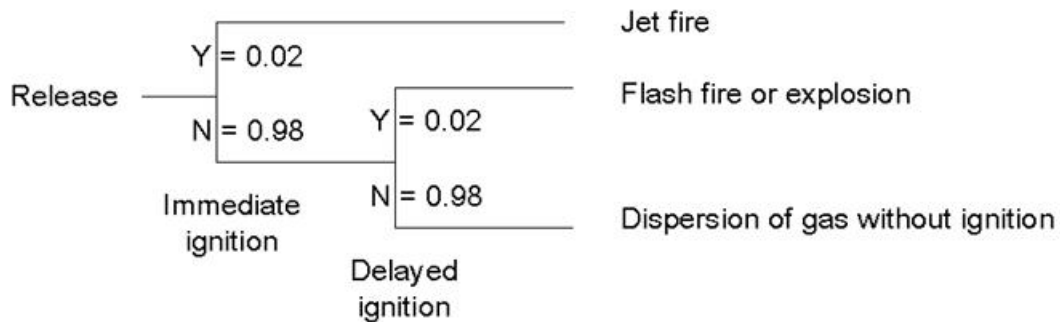 Jet fire
Y = 0.02
Release
Flash fire or explosion
N = 0.98
Y = 0.02
Immediate
ignition
N = 0.98
Dispersion of gas without ignition
Delayed
ignition